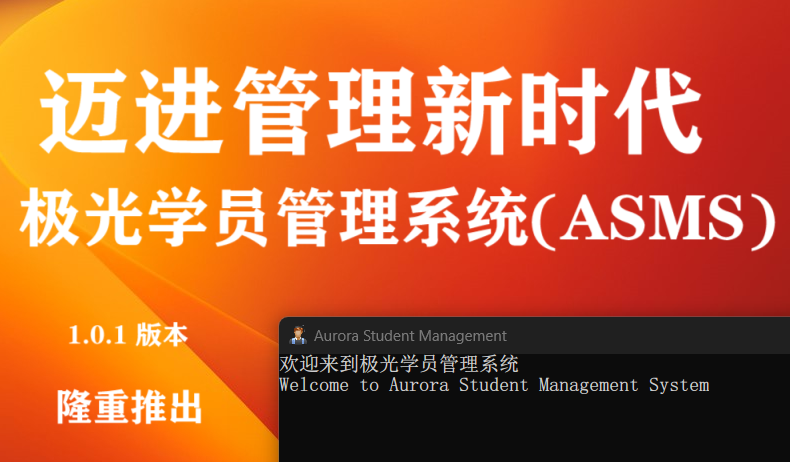 迈进管理新时代
极光学员管理系统(ASMS)
1.0.1 版本
隆重推出
Aurora Student Management
欢迎来到极光学员管理系统
Welcome to Aurora Student Management System